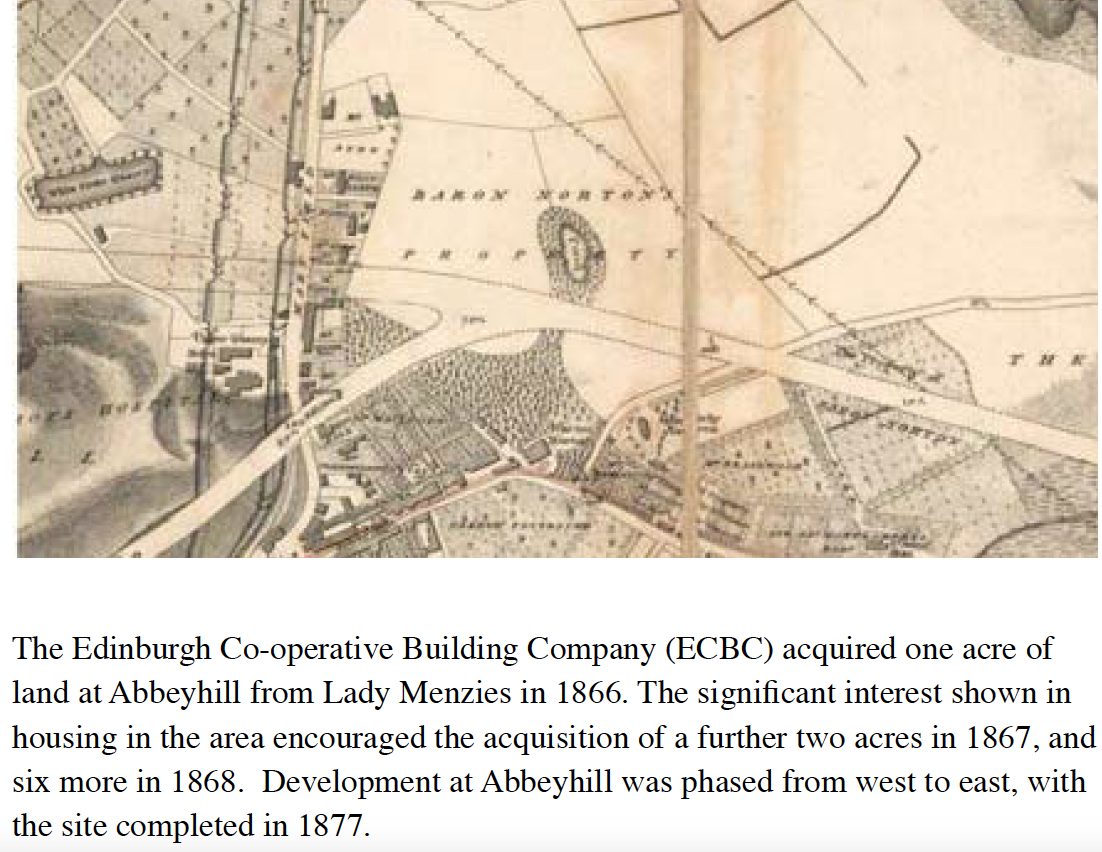 BARON NORTON'S
PROPERTY
THE
NORTON
The Edinburgh Co-operative Building Company (ECBC) acquired one acre of
land at Abbeyhill from Lady Menzies in 1866. The significant interest shown in
housing in the area encouraged the acquisition of a further two acres in 1867, and
six more in 1868.  Development at Abbeyhill was phased from west to east, with
the site completed in 1877.